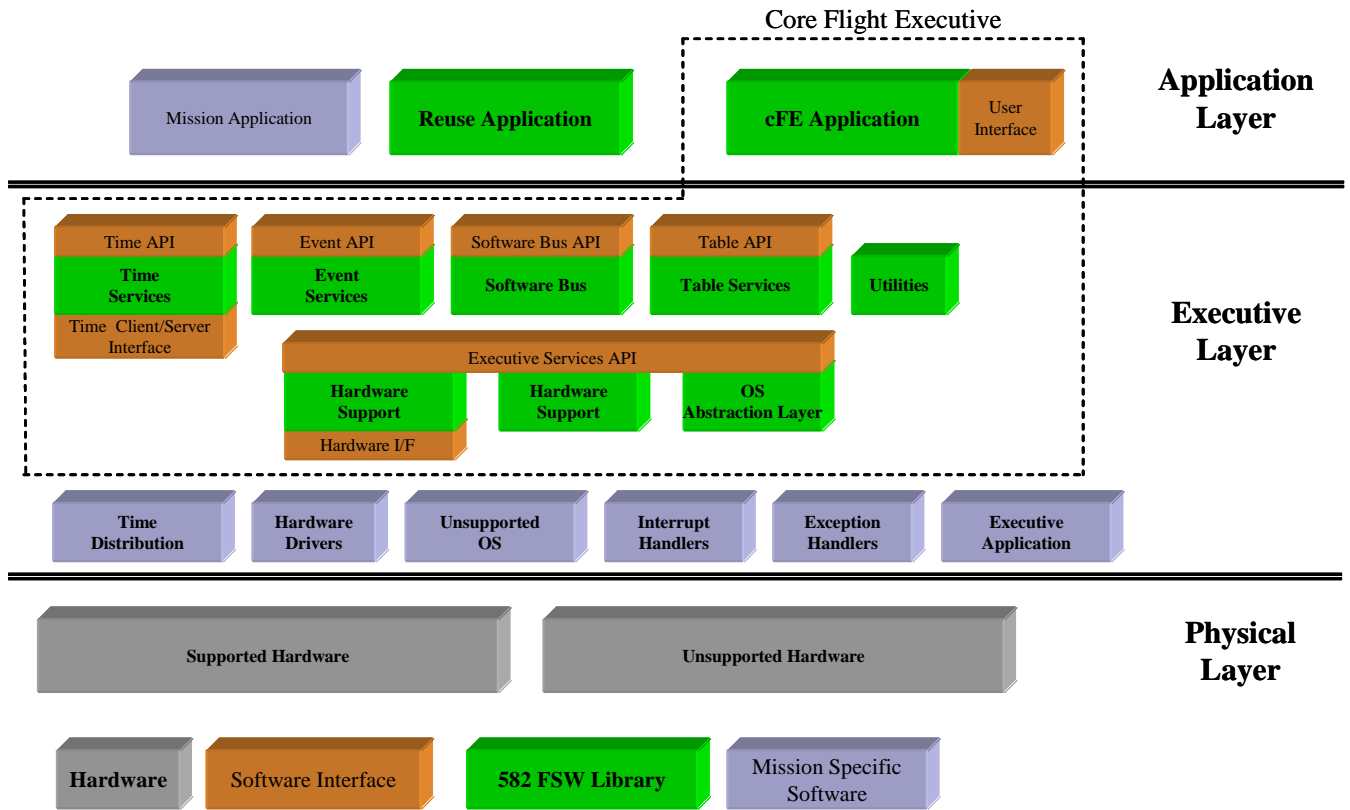 Core Flight Executive
Mission Application
Reuse Application
cFE Application
User
Interface
Application
Layer
Time API
Event API
Software Bus API
Table API
Time
Services
Event
Services
Software Bus
Table Services
Utilities
Time Client/Server
Interface
Executive Services API
Hardware
Support
Hardware
Support
OS
Abstraction Layer
Hardware I/F
Executive
Layer
Time
Distribution
Hardware
Drivers
Unsupported
OS
Interrupt
Handlers
Exception
Handlers
Executive
Application
Supported Hardware
Unsupported Hardware
Physical
Layer
Hardware
Software Interface
582 FSW Library
Mission Specific
Software